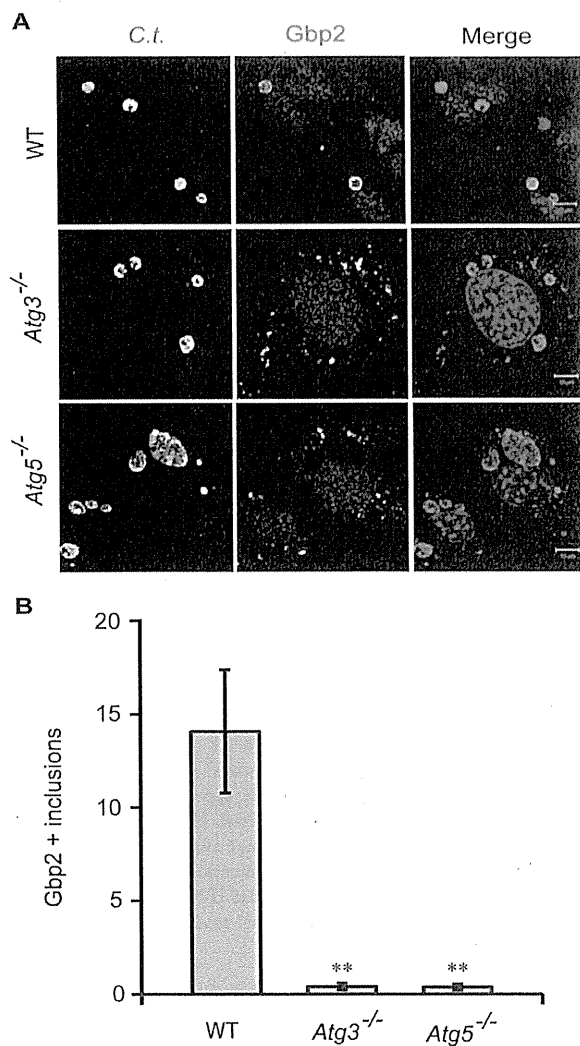 A
C.t. Gbp2 Merge
WT
Atg3-/-
Atg5-/-
B
Gbp2 + inclusions
20
15
10
5
0
** **
WT Atg3-/- Atg5-/-